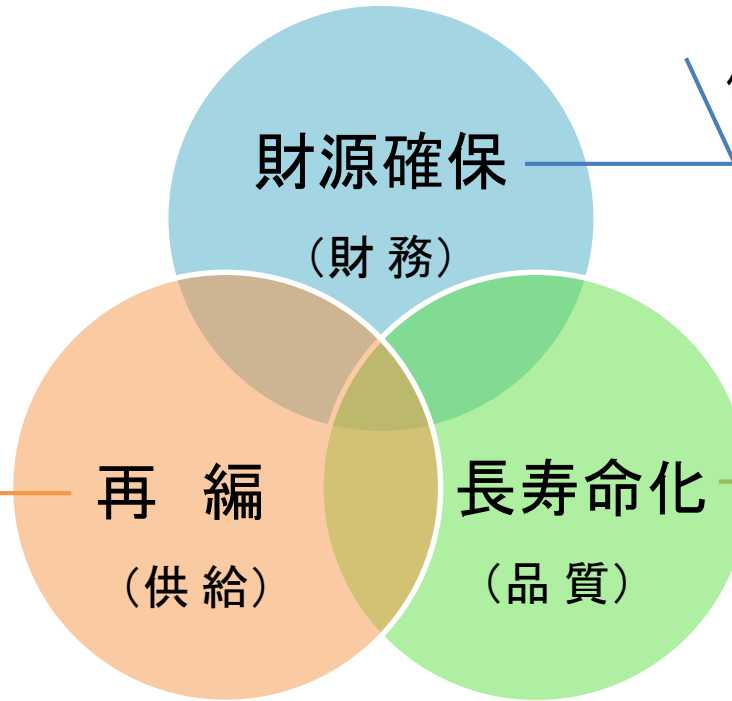 財源確保
（財 務）
再 編
（供 給）
長寿命化
（品 質）